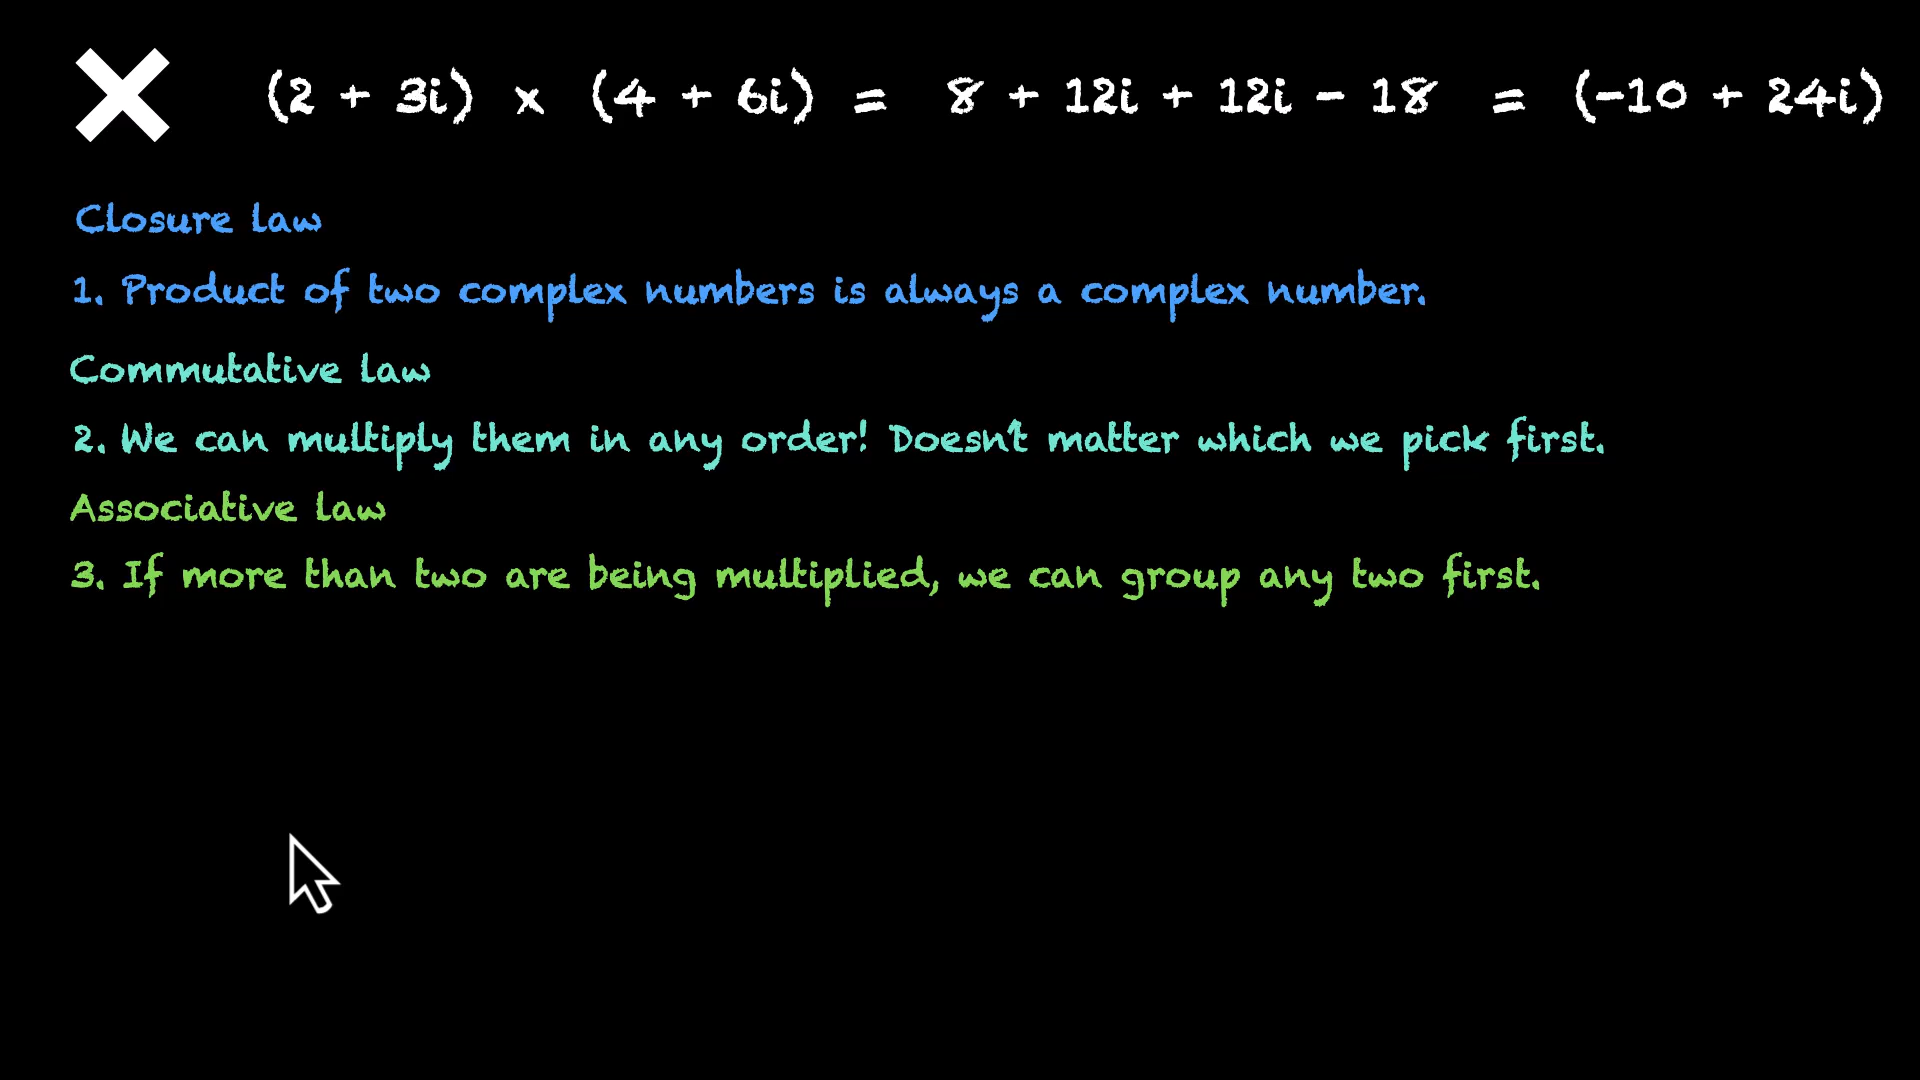 (2 + 3i) x (4 + 6i) = 8 + 12i + 12i - 18 = (-10 + 24i)
Closure law
1. Product of two complex numbers is always a complex number.
Commutative law
2. We can multiply them in any order! Doesn't matter which we pick first.
Associative law
3. If more than two are being multiplied, we can group any two first.